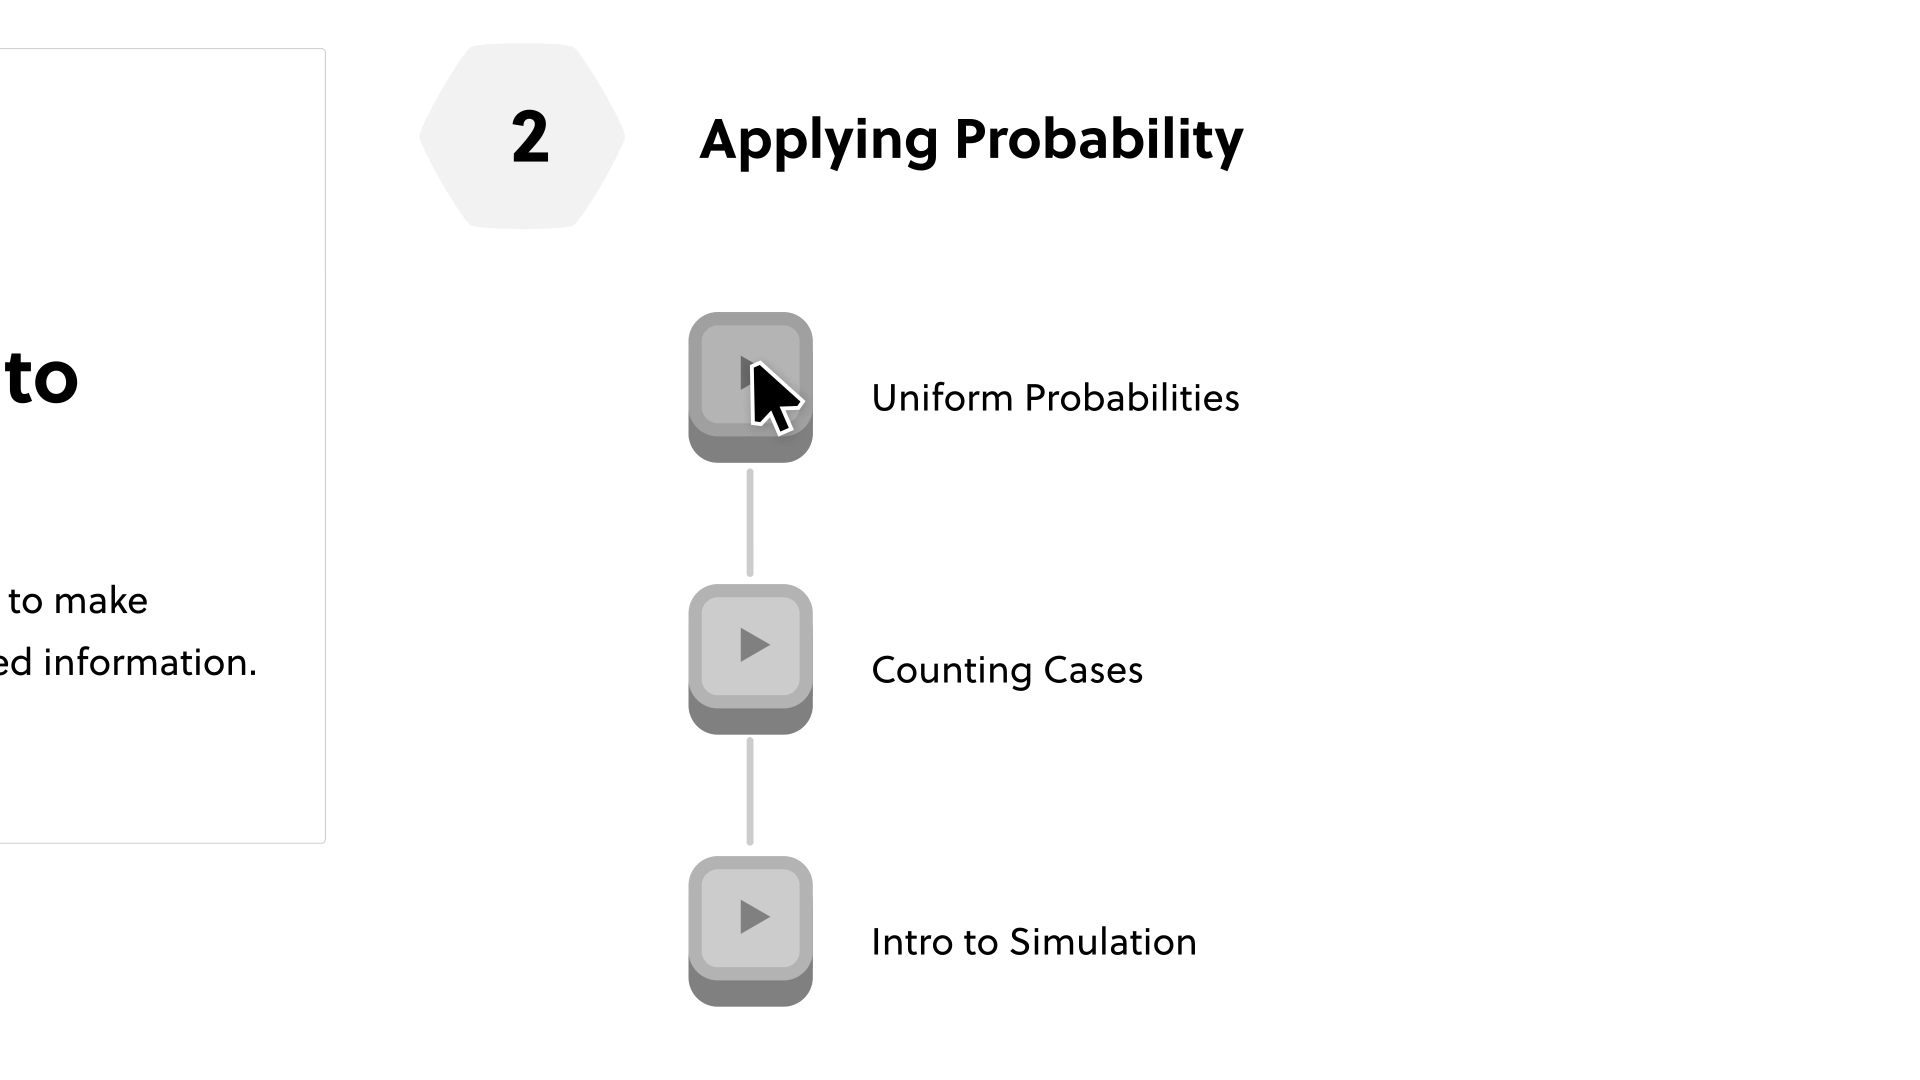 to
to make
ed information.
2
Applying Probability
Uniform Probabilities
Counting Cases
Intro to Simulation